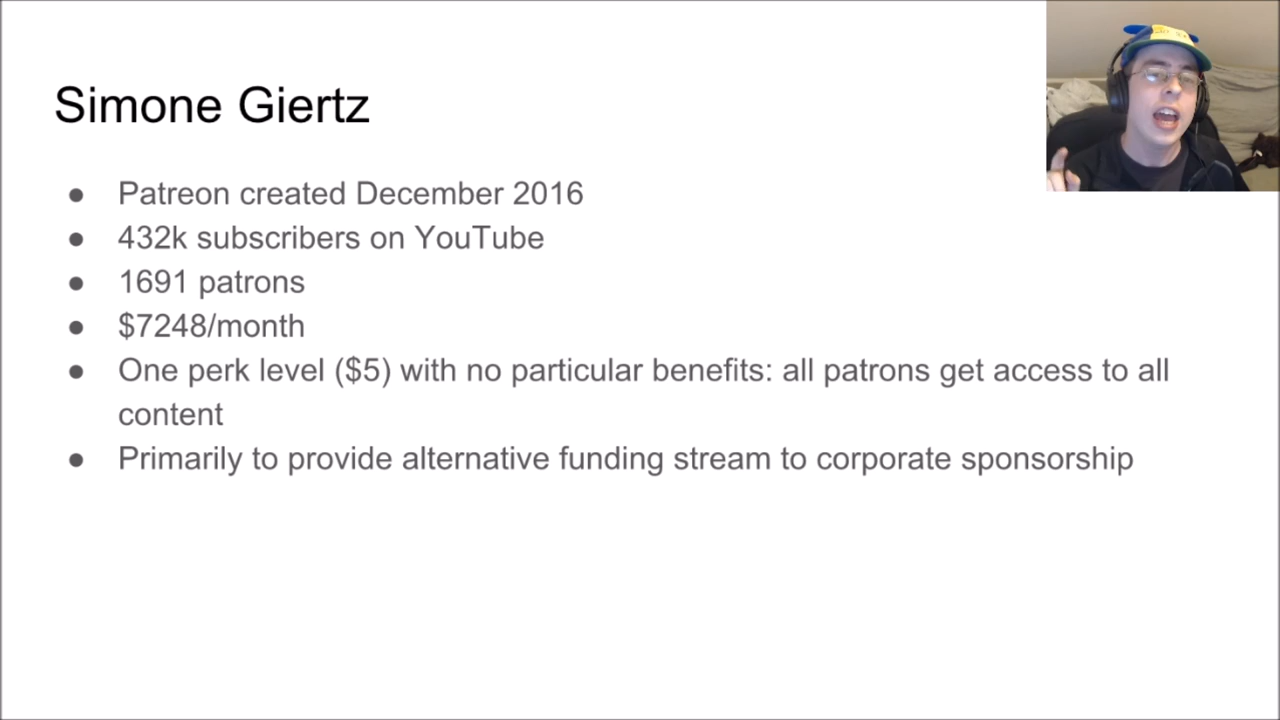 Simone Giertz
● Patreon created December 2016
● 432k subscribers on YouTube
● 1691 patrons
● $7248/month
● One perk level ($5) with no particular benefits: all patrons get access to all
content
● Primarily to provide alternative funding stream to corporate sponsorship